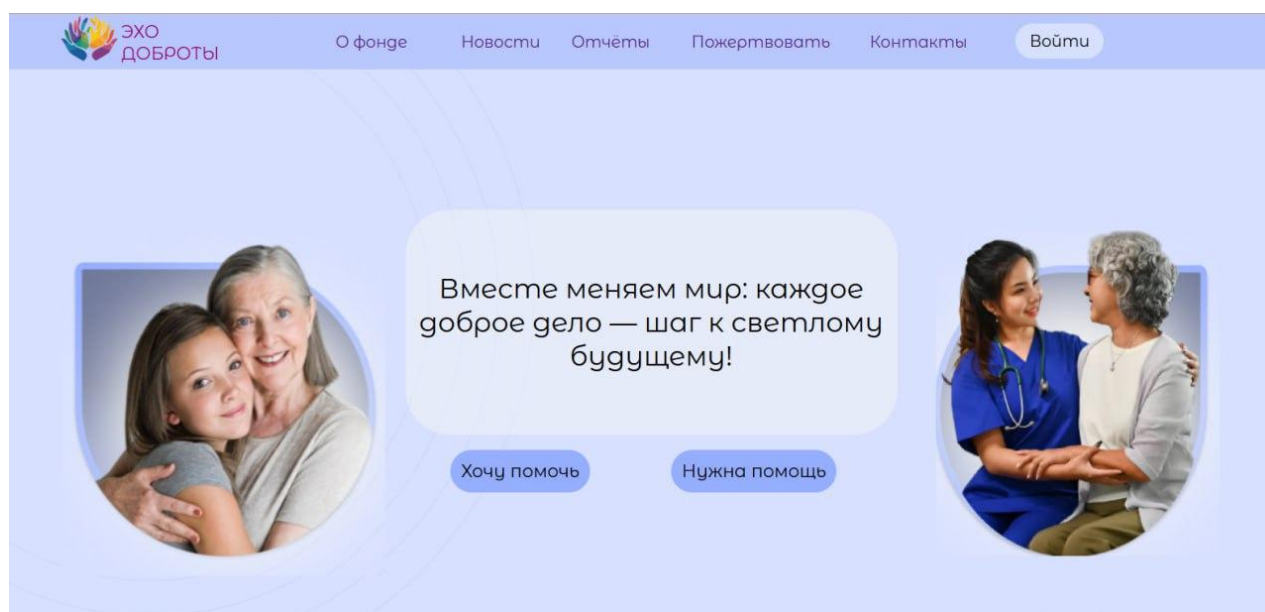 ЭХО
ДОБРОТЫ
О фонде
Новости
Отчёты
Пожертвовать
Контакты
Войти
Вместе меняем мир: каждое
доброе дело — шаг к светлому
будущему!
Хочу помочь
Нужна помощь